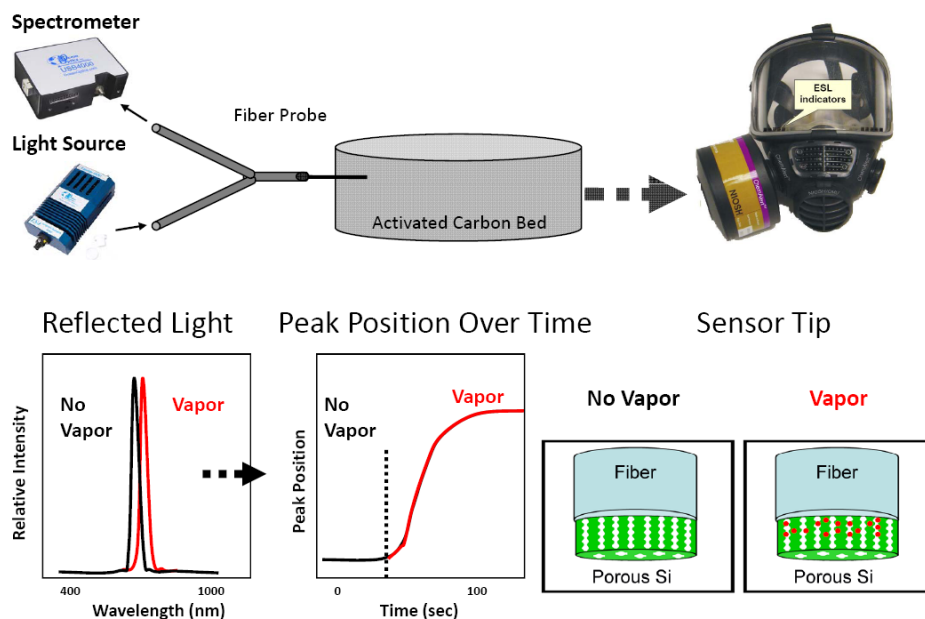 Spectrometer
USB4000
Light Source
Fiber Probe
Activated Carbon Bed
ESL
indicators
NIOSH
Reflected Light
Peak Position Over Time
Sensor Tip
Relative Intensity
No
Vapor
Vapor
400
1000
Wavelength (nm)
Peak Position
No
Vapor
Vapor
0
100
Time (sec)
No Vapor
Fiber
Porous Si
Vapor
Fiber
Porous Si